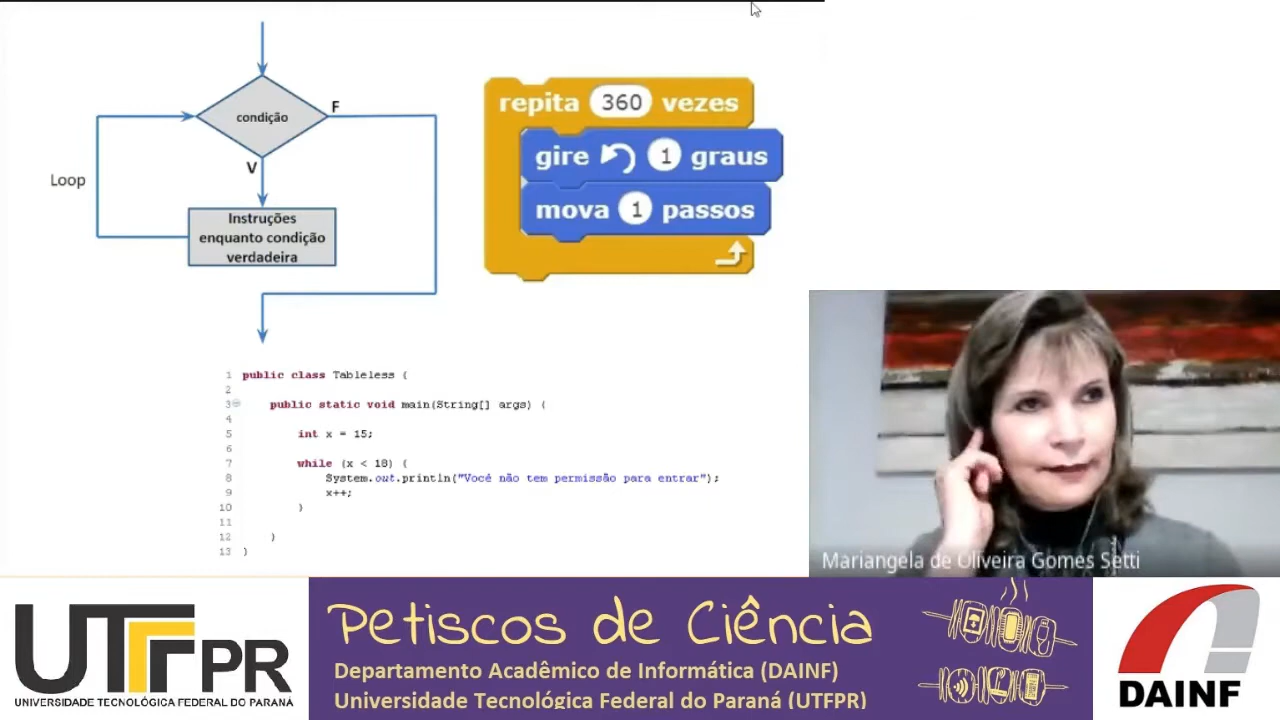 condição
F
V
Loop
Instruções
enquanto condição
verdadeira
repita 360 vezes
gire 1 graus
mova 1 passos
1 public class Tableless {
2
3 public static void main(String[] args) {
4
5 int x = 15;
6
7 while (x < 18) {
8 System.out.println("Você não tem permissão para entrar");
9 x++;
10 }
11
12 }
13 }
Mariangela de Oliveira Gomes Setti
UTFPR
UNIVERSIDADE TECNOLÓGICA FEDERAL DO PARANÁ
Petiscos de Ciência
Departamento Acadêmico de Informática (DAINF)
Universidade Tecnológica Federal do Paraná (UTFPR)
DAINF